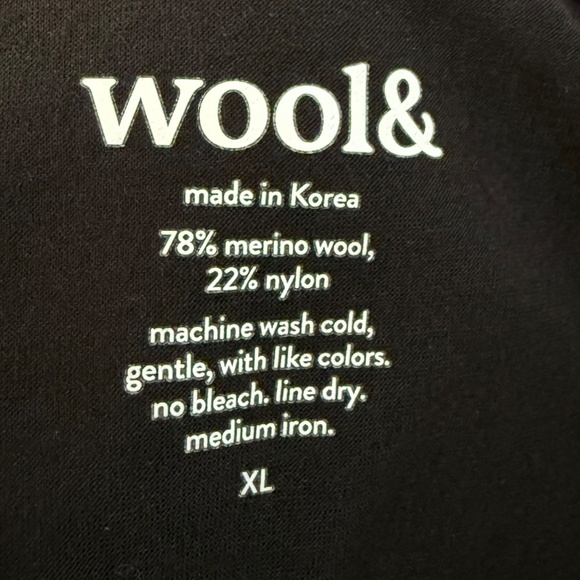 wool&
made in Korea
78% merino wool,
22% nylon
machine wash cold,
gentle, with like colors.
no bleach. line dry.
medium iron.
XL